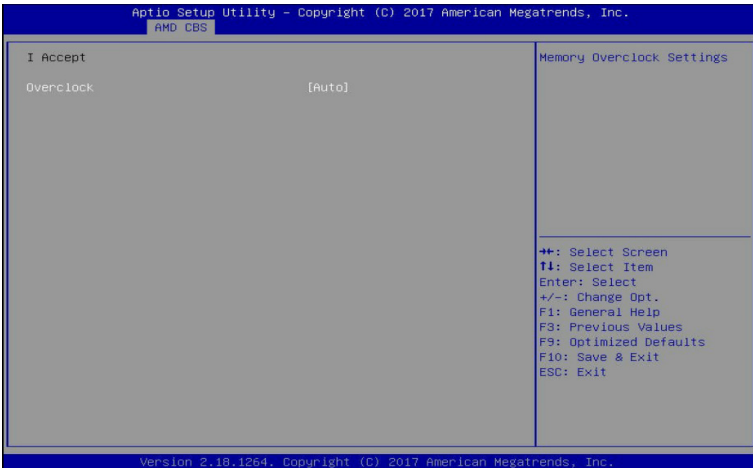 Aptio Setup Utility - Copyright (C) 2017 American Megatrends, Inc.
AMD CBS
I Accept
Overclock [Auto]
Memory Overclock Settings
→←: Select Screen
↑↓: Select Item
Enter: Select
+/-: Change Opt.
F1: General Help
F3: Previous Values
F9: Optimized Defaults
F10: Save & Exit
ESC: Exit
Version 2.18.1264. Copyright (C) 2017 American Megatrends, Inc.